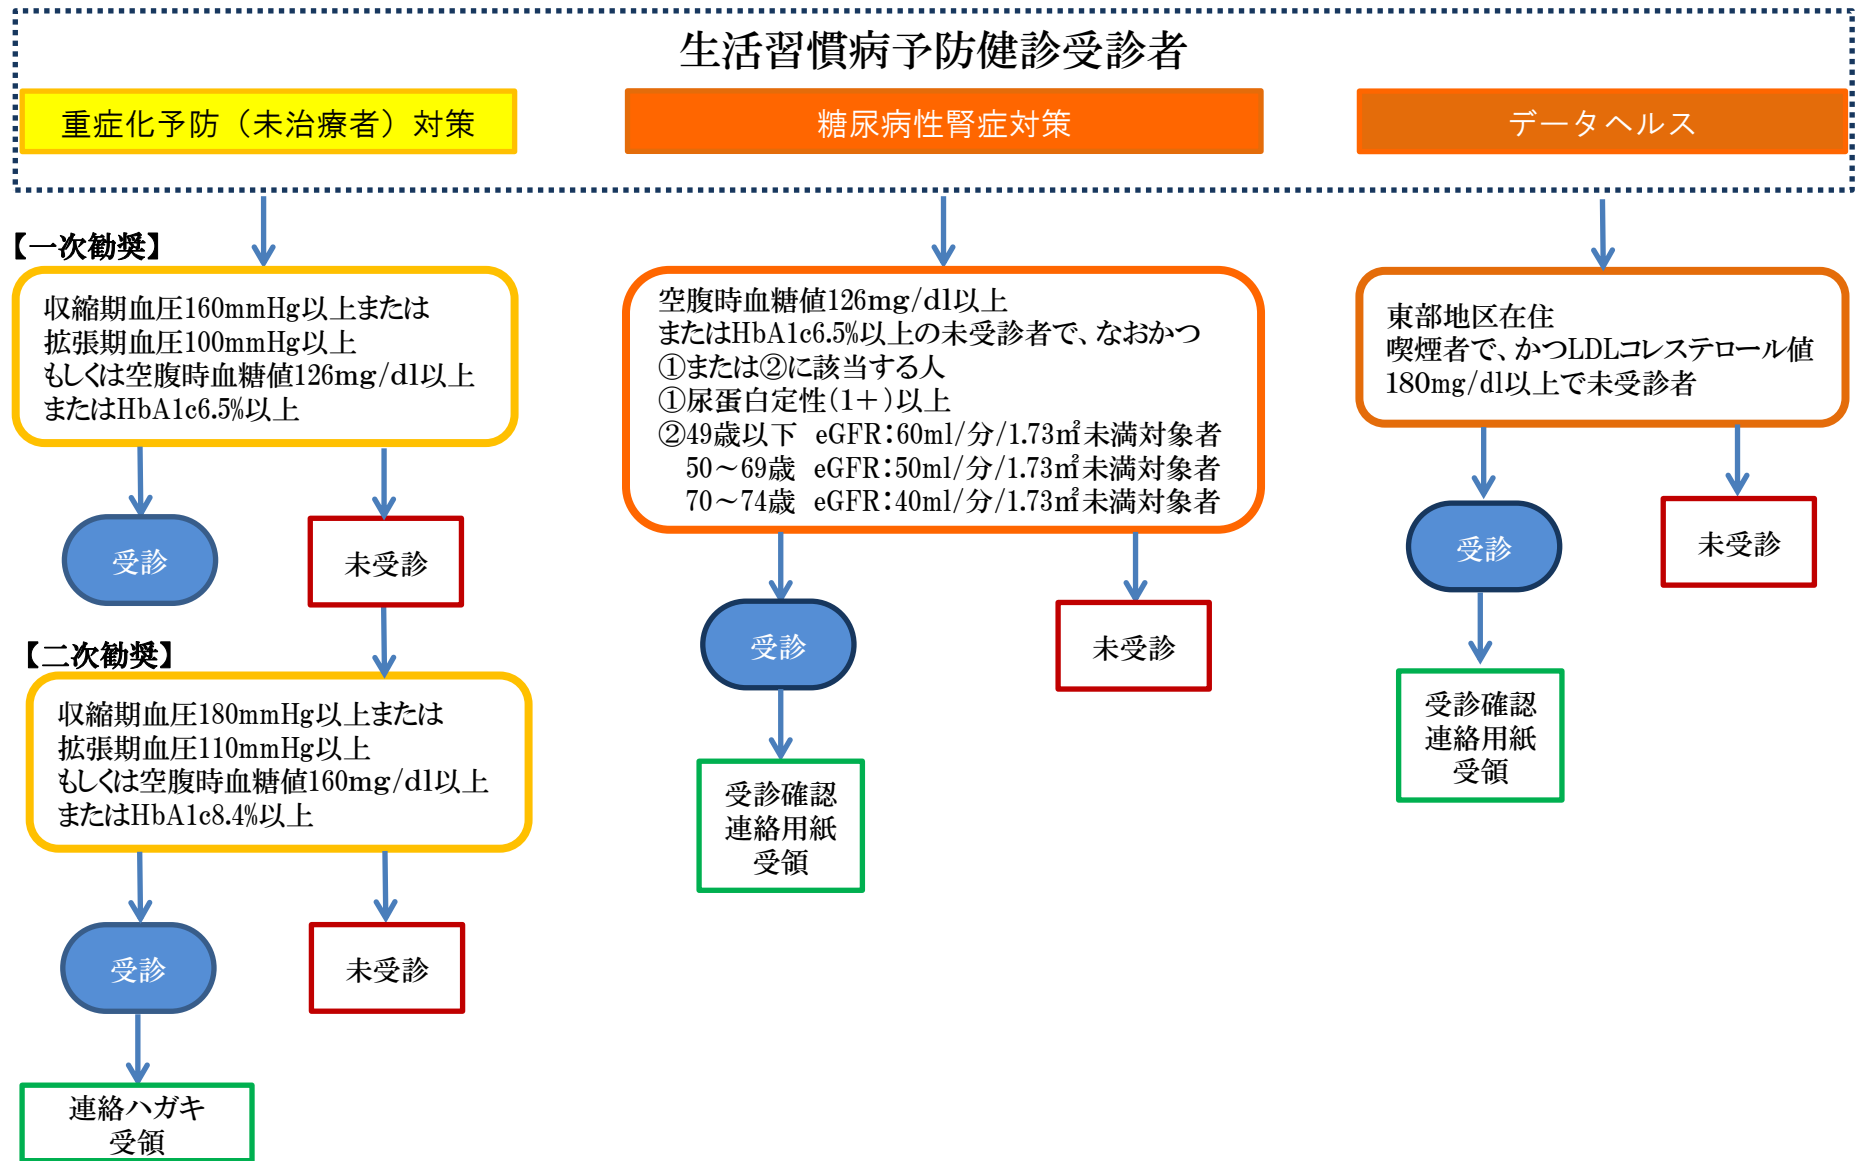 生活習慣病予防健診受診者
重症化予防（未治療者）対策
糖尿病性腎症対策
データヘルス
【一次勧奨】
収縮期血圧160mmHg以上または
拡張期血圧100mmHg以上
もしくは空腹時血糖値126mg/dl以上
またはHbA1c6.5%以上
受診
未受診
【二次勧奨】
収縮期血圧180mmHg以上または
拡張期血圧110mmHg以上
もしくは空腹時血糖値160mg/dl以上
またはHbA1c8.4%以上
受診
未受診
連絡ハガキ
受領
空腹時血糖値126mg/dl以上
またはHbA1c6.5%以上の未受診者で、なおかつ
①または②に該当する人
①尿蛋白定性(1＋)以上
②49歳以下 eGFR：60ml/分/1.73㎡未満対象者
50～69歳 eGFR：50ml/分/1.73㎡未満対象者
70～74歳 eGFR：40ml/分/1.73㎡未満対象者
受診
未受診
受診確認
連絡用紙
受領
東部地区在住
喫煙者で、かつLDLコレステロール値
180mg/dl以上で未受診者
受診
未受診
受診確認
連絡用紙
受領